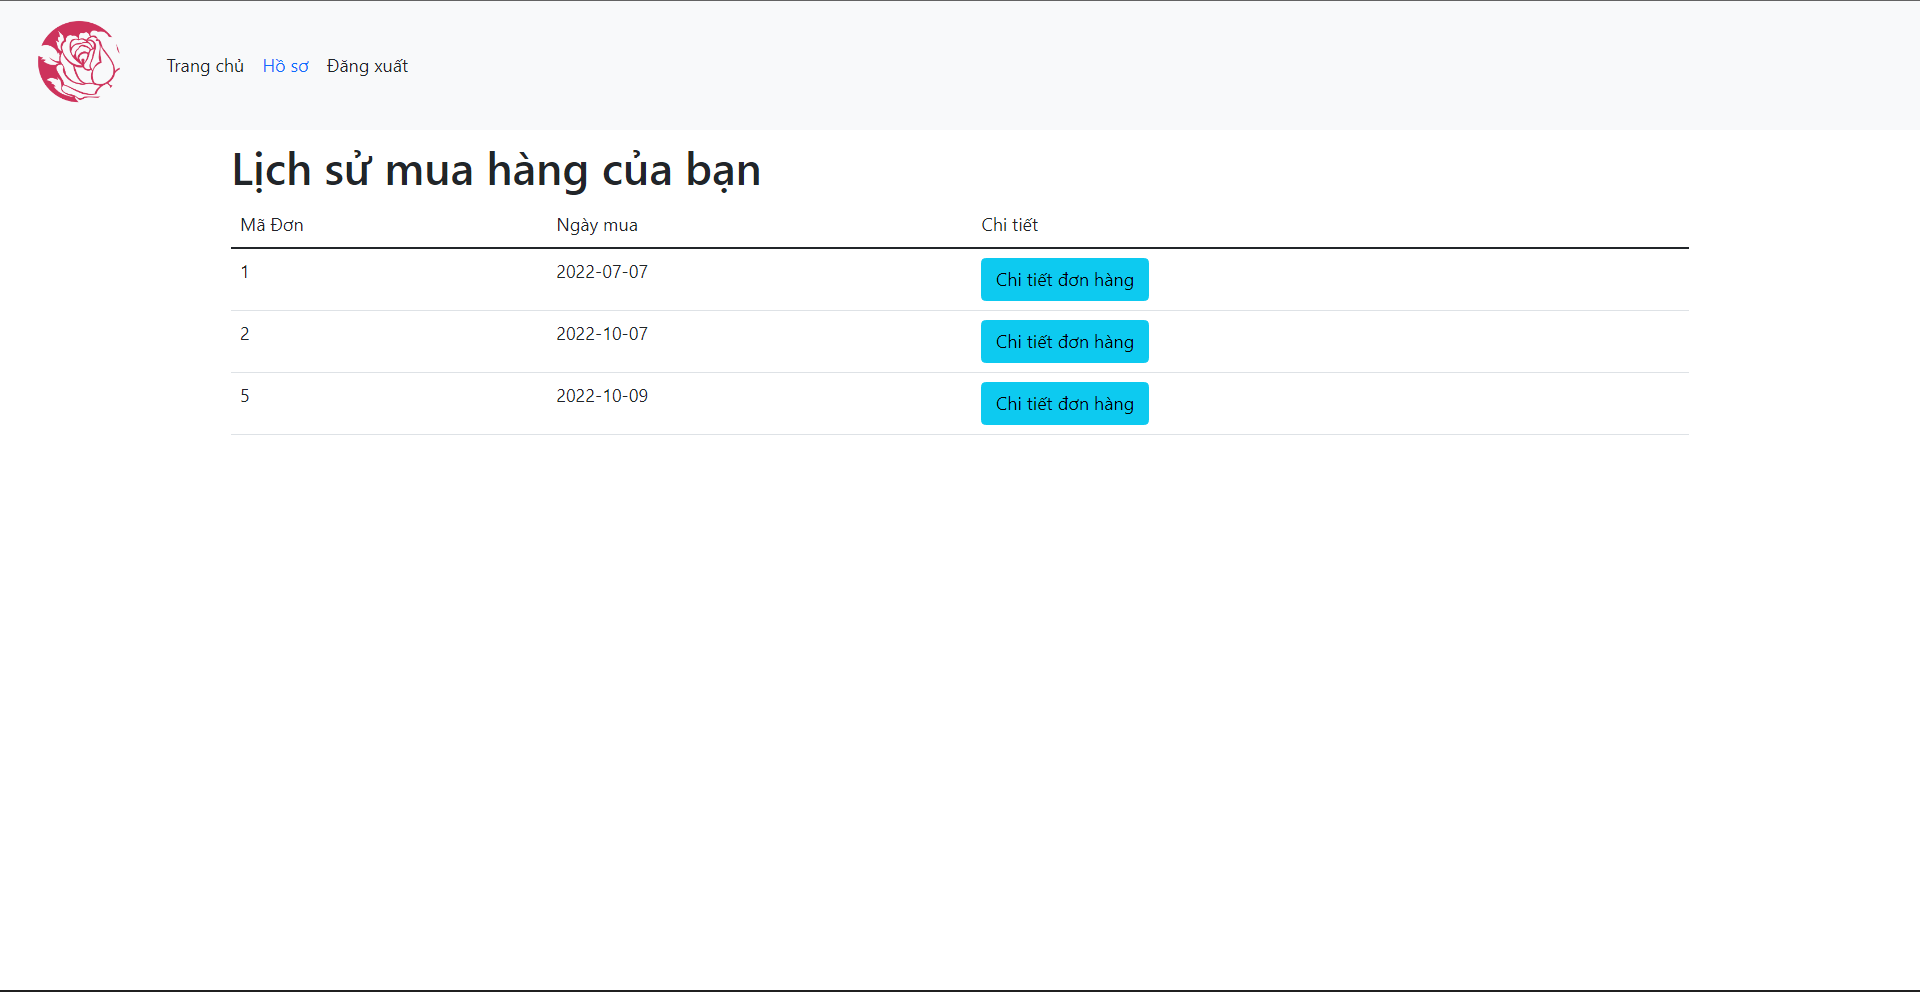 Trang chủ Hồ sơ Đăng xuất
Lịch sử mua hàng của bạn
Mã Đơn Ngày mua Chi tiết
1 2022-07-07 Chi tiết đơn hàng
2 2022-10-07 Chi tiết đơn hàng
5 2022-10-09 Chi tiết đơn hàng